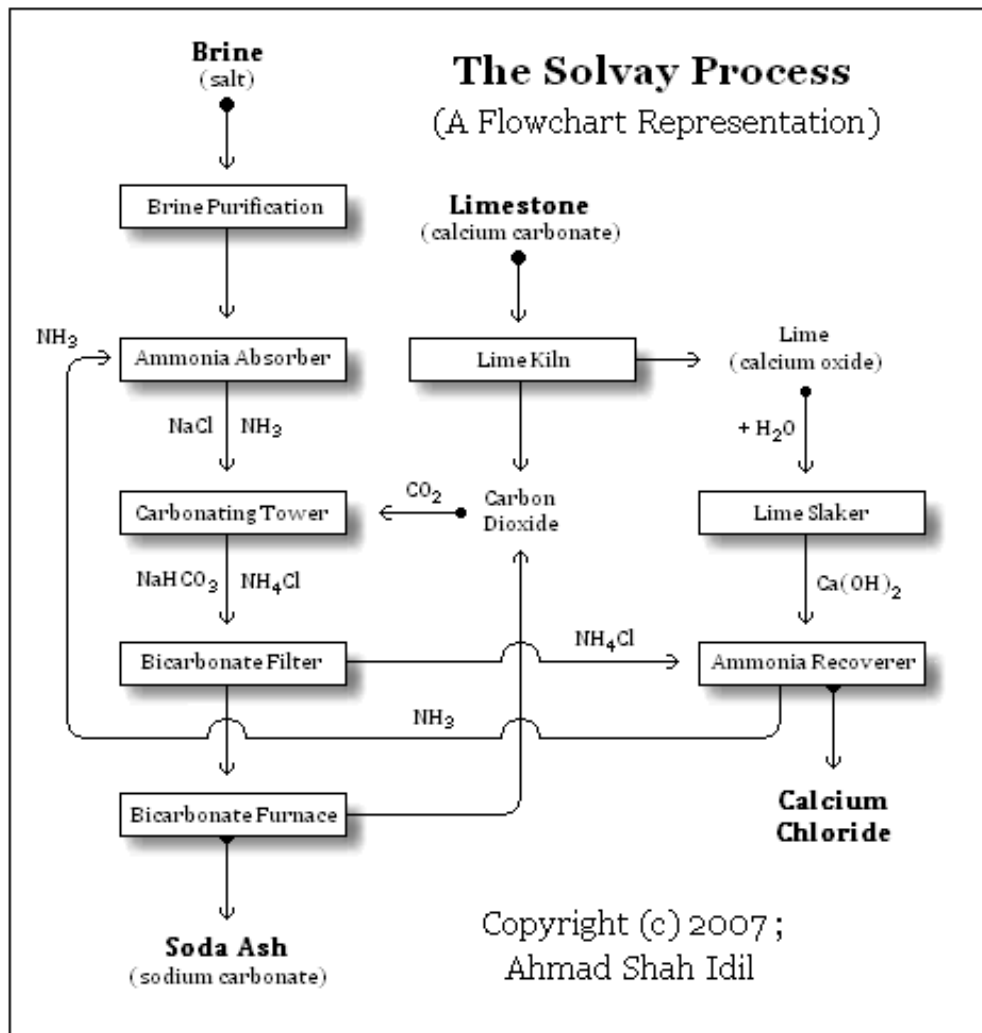 Brine
(salt)
The Solvay Process
(A Flowchart Representation)
Brine Purification
Limestone
(calcium carbonate)
NH₃
Ammonia Absorber
Lime Kiln
Lime
(calcium oxide)
NaCl NH₃
+ H₂O
CO₂
Carbonating Tower
Carbon
Dioxide
Lime Slaker
NaHCO₃ NH₄Cl
Ca(OH)₂
NH₄Cl
Bicarbonate Filter
Ammonia Recoverer
NH₃
Bicarbonate Furnace
Calcium
Chloride
Soda Ash
(sodium carbonate)
Copyright (c) 2007 ;
Ahmad Shah Idil